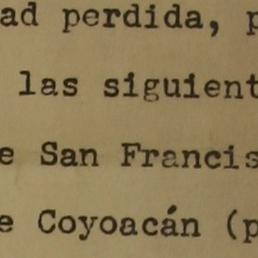 ad perdida, p
las siguient
e San Francis
e Coyoacán (p